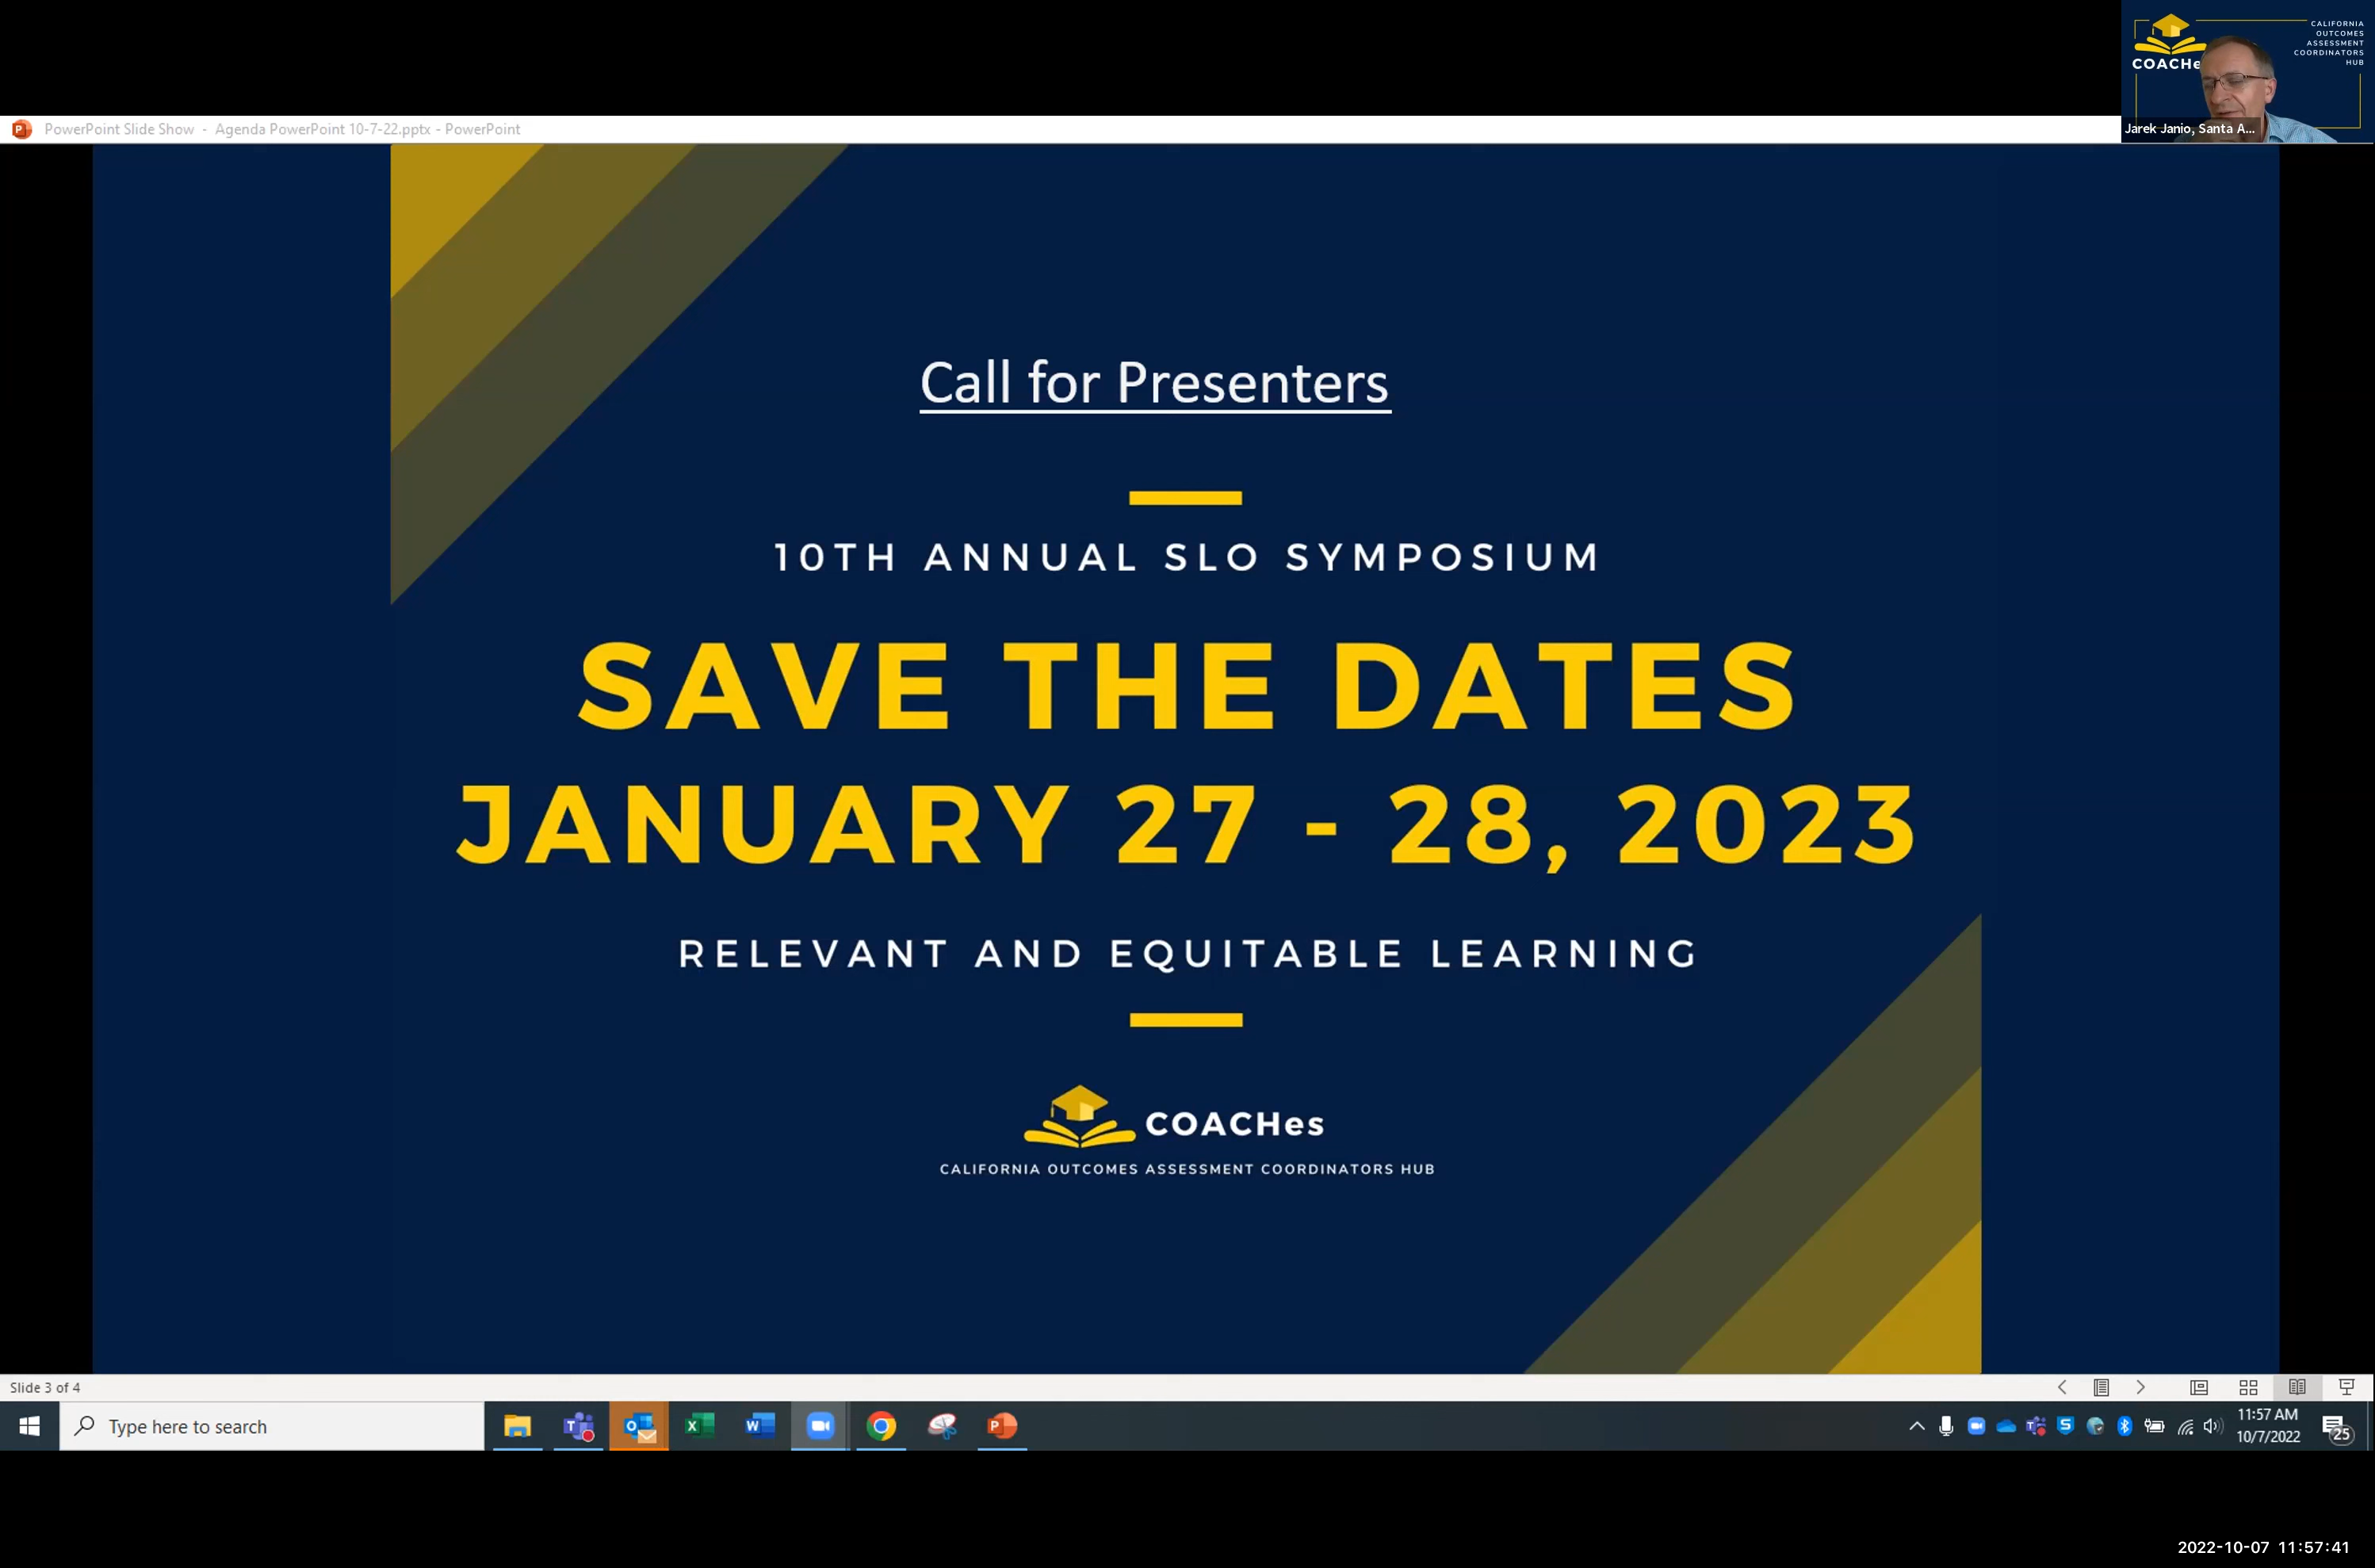 CALIFORNIA
OUTCOMES
ASSESSMENT
COORDINATORS
HUB
COACHe
Jarek Janio, Santa A...
PowerPoint Slide Show - Agenda PowerPoint 10-7-22.pptx - PowerPoint
Call for Presenters
10TH ANNUAL SLO SYMPOSIUM
SAVE THE DATES
JANUARY 27 - 28, 2023
RELEVANT AND EQUITABLE LEARNING
COACHes
CALIFORNIA OUTCOMES ASSESSMENT COORDINATORS HUB
Slide 3 of 4
Type here to search
11:57 AM
10/7/2022
25
2022-10-07 11:57:41